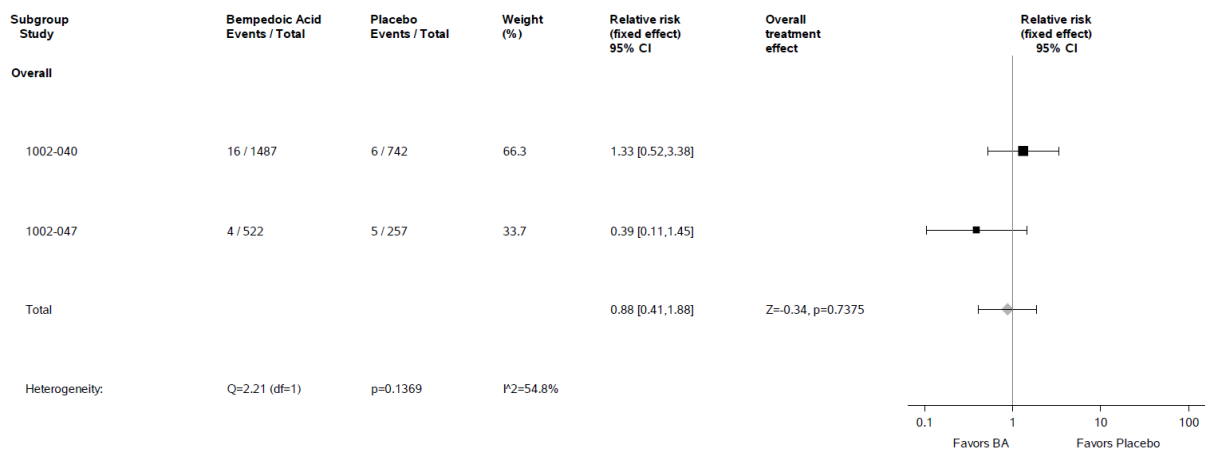 Subgroup Bempedoic Acid Placebo Weight Relative risk Overall Relative risk
Study Events / Total Events / Total (%) (fixed effect) treatment (fixed effect)
95% CI effect 95% CI
Overall
1002-040 16 / 1487 6 / 742 66.3 1.33 [0.52,3.38]
1002-047 4 / 522 5 / 257 33.7 0.39 [0.11,1.45]
Total 0.88 [0.41,1.88] Z=-0.34, p=0.7375
Heterogeneity: Q=2.21 (df=1) p=0.1369 I^2=54.8%
0.1 1 10 100
Favors BA Favors Placebo